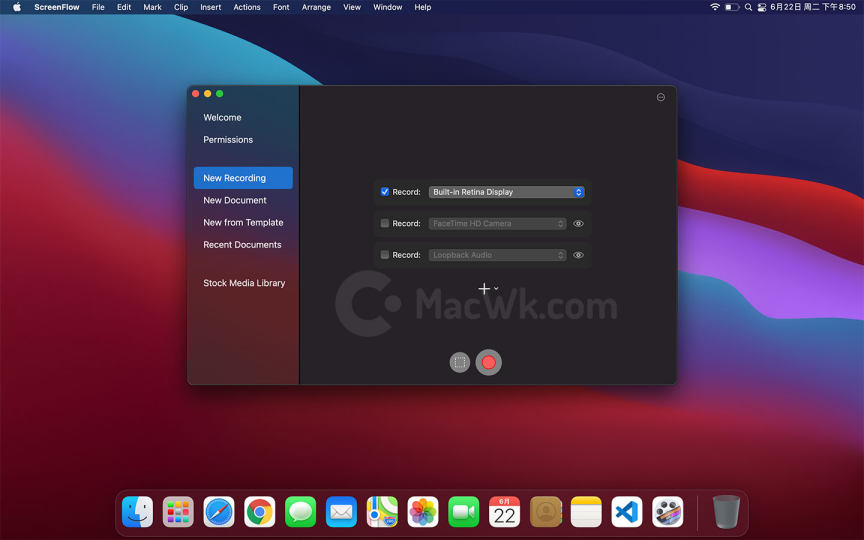 ScreenFlow File Edit Mark Clip Insert Actions Font Arrange View Window Help 6月22日 周二 下午8:50
Welcome
Permissions
New Recording
New Document
New from Template
Recent Documents
Stock Media Library
Record: Built-in Retina Display
Record: FaceTime HD Camera
Record: Loopback Audio
MacWk.com
6月
22